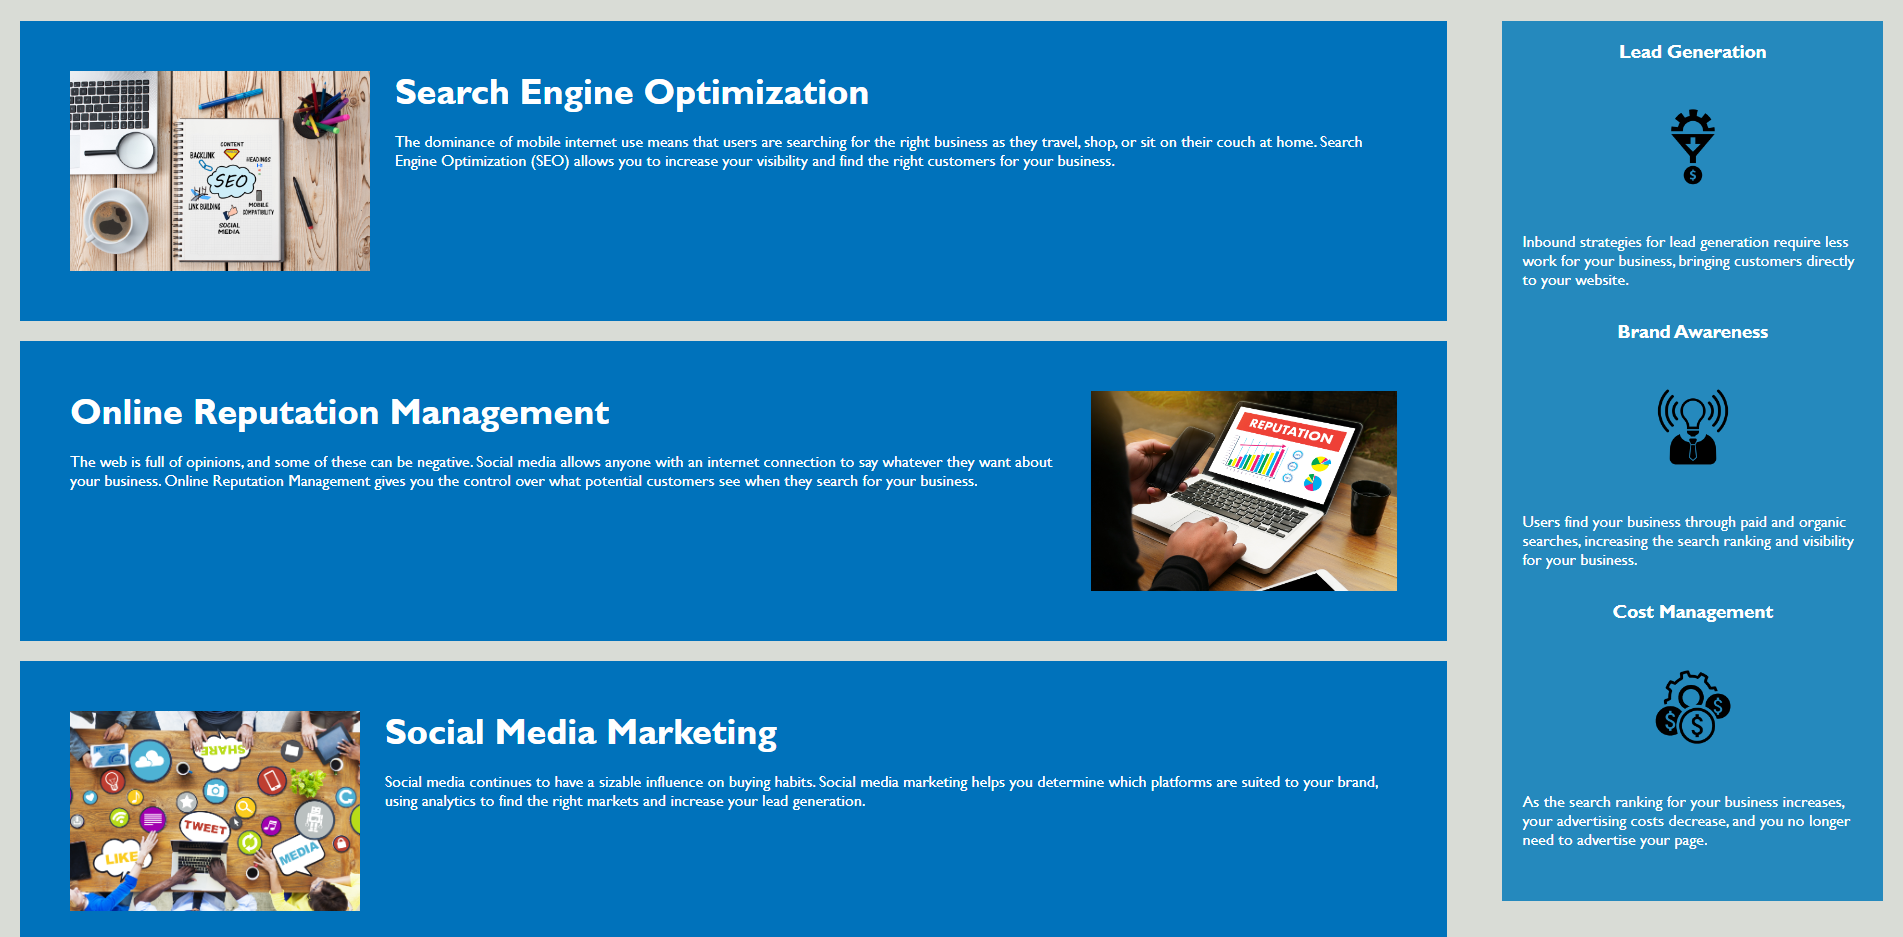 Search Engine Optimization
The dominance of mobile internet use means that users are searching for the right business as they travel, shop, or sit on their couch at home. Search
Engine Optimization (SEO) allows you to increase your visibility and find the right customers for your business.
CONTENT
BACKLINK
HEADINGS
SEO
LINK BUILDING
MOBILE
COMPATIBILITY
SOCIAL
MEDIA
Online Reputation Management
The web is full of opinions, and some of these can be negative. Social media allows anyone with an internet connection to say whatever they want about
your business. Online Reputation Management gives you the control over what potential customers see when they search for your business.
REPUTATION
Social Media Marketing
Social media continues to have a sizable influence on buying habits. Social media marketing helps you determine which platforms are suited to your brand,
using analytics to find the right markets and increase your lead generation.
SHARE
TWEET
LIKE
MEDIA
Lead Generation
$
Inbound strategies for lead generation require less
work for your business, bringing customers directly
to your website.
Brand Awareness
Users find your business through paid and organic
searches, increasing the search ranking and visibility
for your business.
Cost Management
$ $ $
As the search ranking for your business increases,
your advertising costs decrease, and you no longer
need to advertise your page.